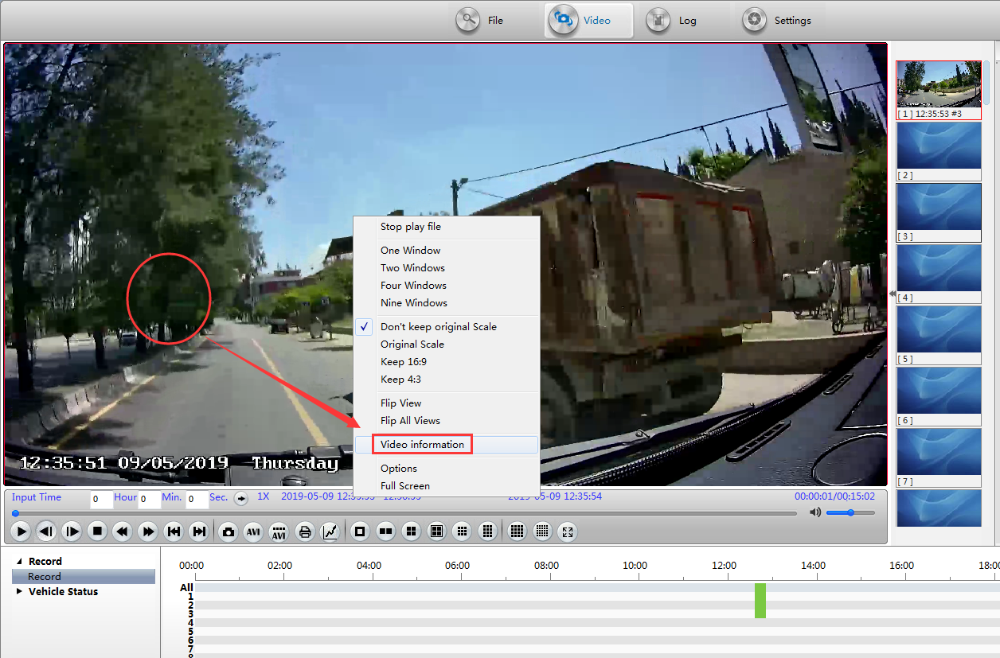 File Video Log Settings
[ 1 ] 12:35:53 #3
[ 2 ]
[ 3 ]
[ 4 ]
[ 5 ]
[ 6 ]
[ 7 ]
Stop play file
One Window
Two Windows
Four Windows
Nine Windows
Don't keep original Scale
Original Scale
Keep 16:9
Keep 4:3
Flip View
Flip All Views
Video information
Options
Full Screen
12:35:51 09/05/2019 Thursday
Input Time 0 Hour 0 Min. 0 Sec. 1X 2019-05-09 2019-05-09 12:35:54 00:00:01/00:15:02
AVI AVI
Record
Record
Vehicle Status
00:00 02:00 04:00 06:00 08:00 10:00 12:00 14:00 16:00
All
1
2
3
4
5
6
7